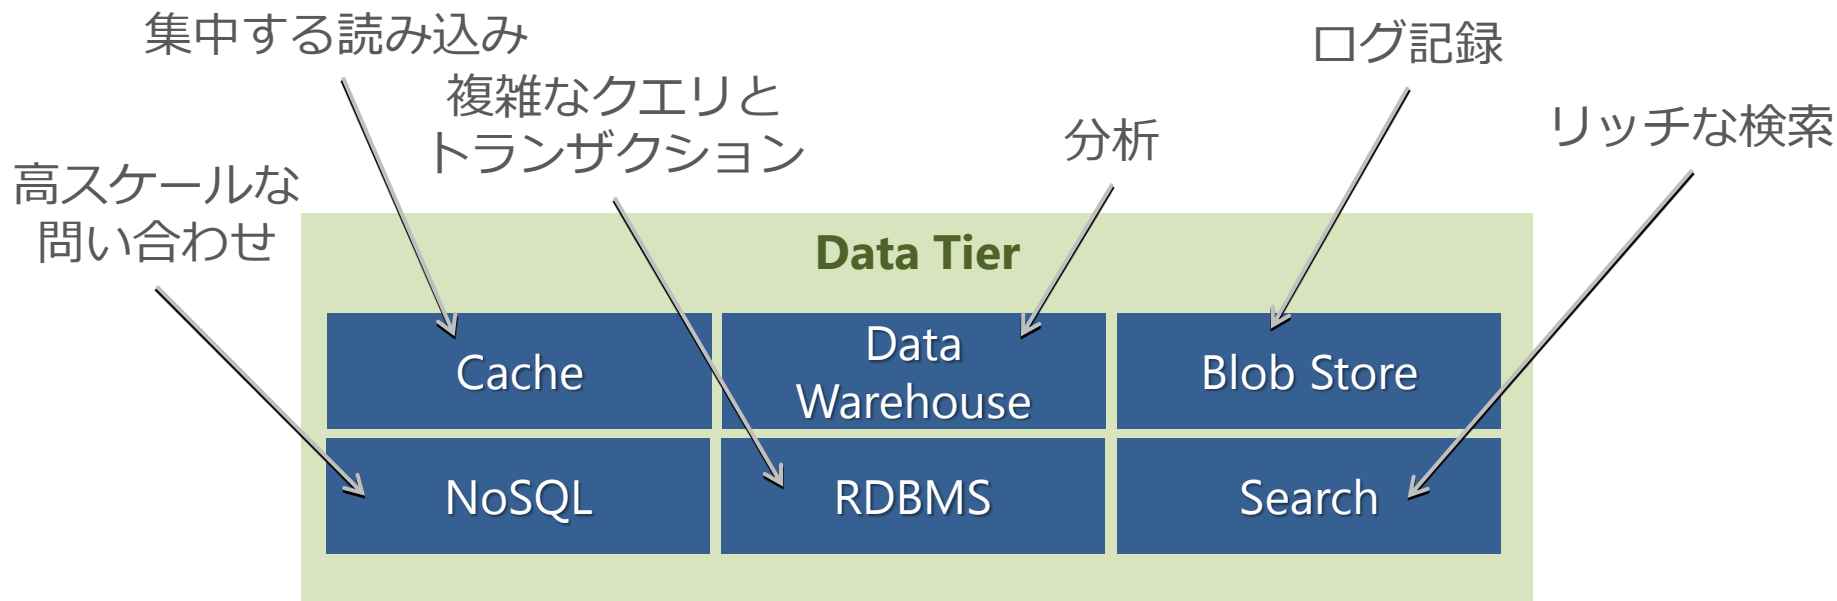 集中する読み込み
複雑なクエリと
トランザクション
ログ記録
分析
リッチな検索
高スケールな
問い合わせ
Data Tier
Cache
Data
Warehouse
Blob Store
NoSQL
RDBMS
Search